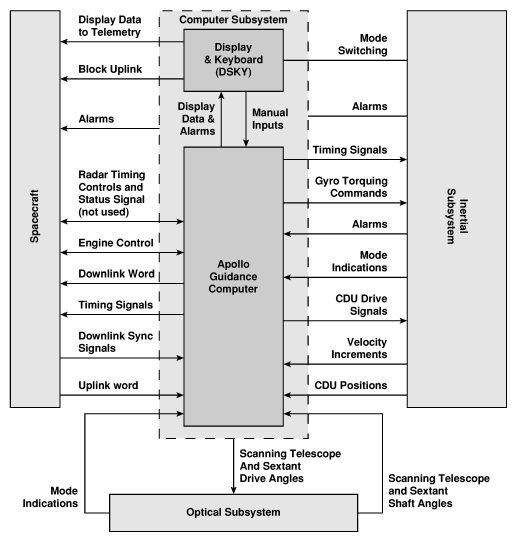 Display Data
to Telemetry
Block Uplink
Alarms
Radar Timing
Controls and
Status Signal
(not used)
Engine Control
Downlink Word
Timing Signals
Downlink Sync
Signals
Uplink word
Spacecraft
Computer Subsystem
Display
& Keyboard
(DSKY)
Display
Data &
Alarms
Manual
Inputs
Apollo
Guidance
Computer
Mode
Switching
Alarms
Timing Signals
Gyro Torquing
Commands
Alarms
Mode
Indications
CDU Drive
Signals
Velocity
Increments
CDU Positions
Inertial
Subsystem
Mode
Indications
Scanning Telescope
And Sextant
Drive Angles
Scanning Telescope
and Sextant
Shaft Angles
Optical Subsystem